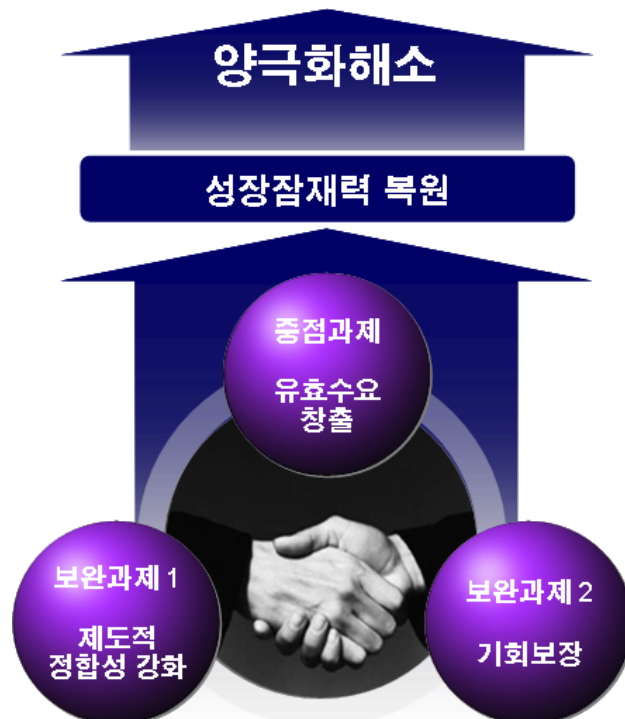 양극화해소
성장잠재력 복원
중점과제
유효수요
창출
보완과제 1
제도적
정합성 강화
보완과제 2
기회보장